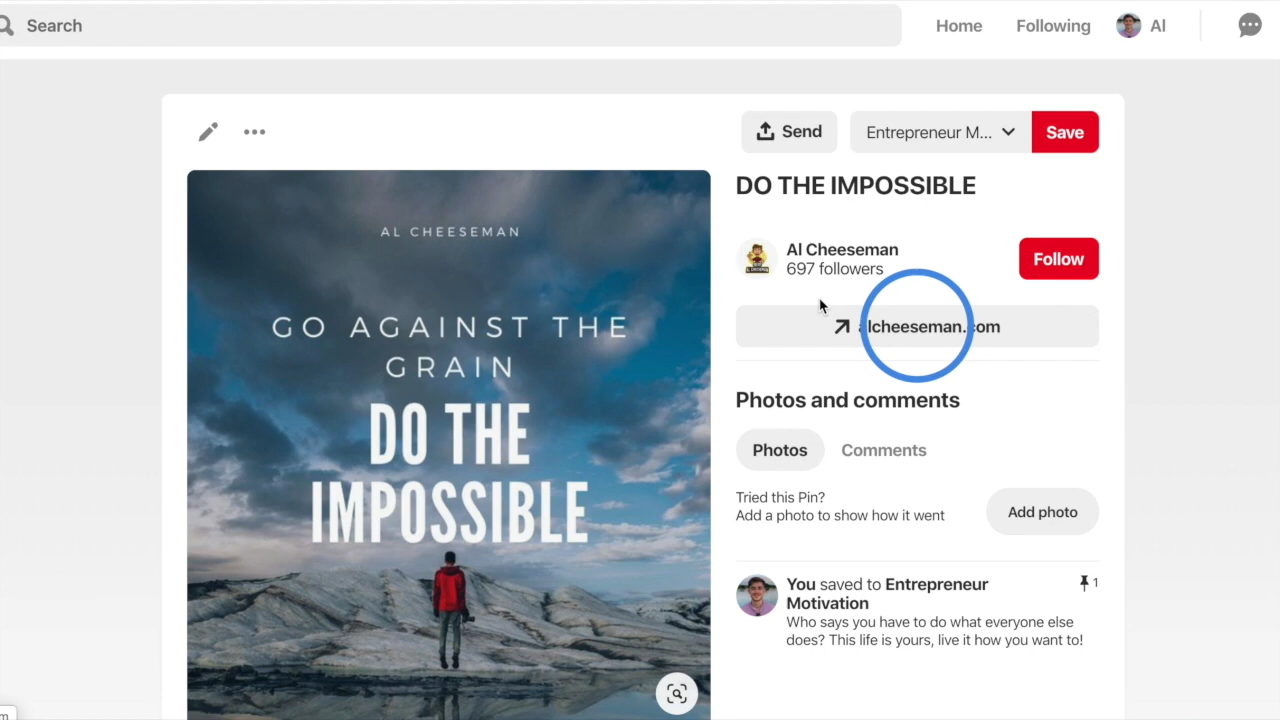 Search
Home
Following
Al
Send
Entrepreneur M...
Save
DO THE IMPOSSIBLE
AL CHEESEMAN
GO AGAINST THE
GRAIN
DO THE
IMPOSSIBLE
Al Cheeseman
697 followers
Follow
alcheeseman.com
Photos and comments
Photos
Comments
Tried this Pin?
Add a photo to show how it went
Add photo
You saved to Entrepreneur
Motivation
1
Who says you have to do what everyone else
does? This life is yours, live it how you want to!